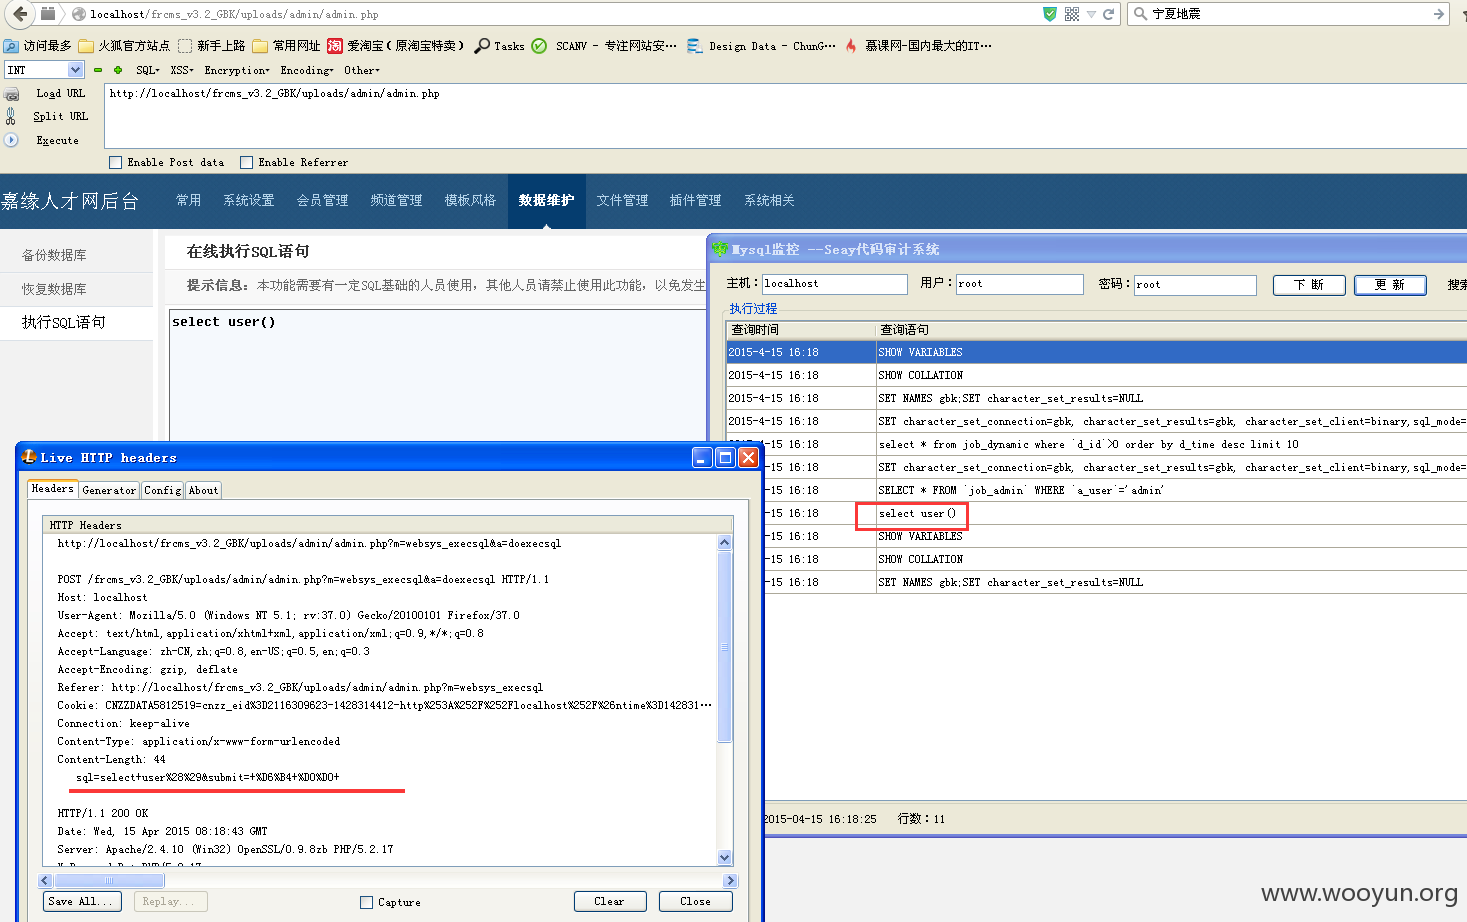 localhost/frcms_v3.2_GBK/uploads/admin/admin.php
宁夏地震
访问最多 火狐官方站点 新手上路 常用网址 爱淘宝（原淘宝特卖） Tasks SCANV - 专注网站安… Design Data - ChunG… 慕课网-国内最大的IT…
INT SQL XSS Encryption Encoding Other
Load URL http://localhost/frcms_v3.2_GBK/uploads/admin/admin.php
Split URL
Execute
Enable Post data Enable Referrer
嘉缘人才网后台 常用 系统设置 会员管理 频道管理 模板风格 数据维护 文件管理 插件管理 系统相关
备份数据库
恢复数据库
执行SQL语句
在线执行SQL语句
提示信息：本功能需要有一定SQL基础的人员使用，其他人员请禁止使用此功能，以免发生
select user()
Mysql监控 --Seay代码审计系统
主机： localhost 用户： root 密码： root 下 断 更 新 搜索
执行过程
查询时间 查询语句
2015-4-15 16:18 SHOW VARIABLES
2015-4-15 16:18 SHOW COLLATION
2015-4-15 16:18 SET NAMES gbk;SET character_set_results=NULL
2015-4-15 16:18 SET character_set_connection=gbk, character_set_results=gbk, character_set_client=binary,sql_mode=
-15 16:18 select * from job_dynamic where `d_id`>0 order by d_time desc limit 10
-15 16:18 SET character_set_connection=gbk, character_set_results=gbk, character_set_client=binary,sql_mode=
-15 16:18 SELECT * FROM `job_admin` WHERE `a_user`='admin'
-15 16:18 select user()
-15 16:18 SHOW VARIABLES
-15 16:18 SHOW COLLATION
-15 16:18 SET NAMES gbk;SET character_set_results=NULL
2015-04-15 16:18:25 行数：11
Live HTTP headers
Headers Generator Config About
HTTP Headers
http://localhost/frcms_v3.2_GBK/uploads/admin/admin.php?m=websys_execsql&a=doexecsql
POST /frcms_v3.2_GBK/uploads/admin/admin.php?m=websys_execsql&a=doexecsql HTTP/1.1
Host: localhost
User-Agent: Mozilla/5.0 (Windows NT 5.1; rv:37.0) Gecko/20100101 Firefox/37.0
Accept: text/html,application/xhtml+xml,application/xml;q=0.9,*/*;q=0.8
Accept-Language: zh-CN,zh;q=0.8,en-US;q=0.5,en;q=0.3
Accept-Encoding: gzip, deflate
Referer: http://localhost/frcms_v3.2_GBK/uploads/admin/admin.php?m=websys_execsql
Cookie: CNZZDATA5812519=cnzz_eid%3D2116309623-1428314412-http%253A%252F%252Flocalhost%252F%26ntime%3D142831…
Connection: keep-alive
Content-Type: application/x-www-form-urlencoded
Content-Length: 44
sql=select+user%28%29&submit=+%D6%B4+%D0%D0+
HTTP/1.1 200 OK
Date: Wed, 15 Apr 2015 08:18:43 GMT
Server: Apache/2.4.10 (Win32) OpenSSL/0.9.8zb PHP/5.2.17
Save All... Replay... Capture Clear Close
www.wooyun.org